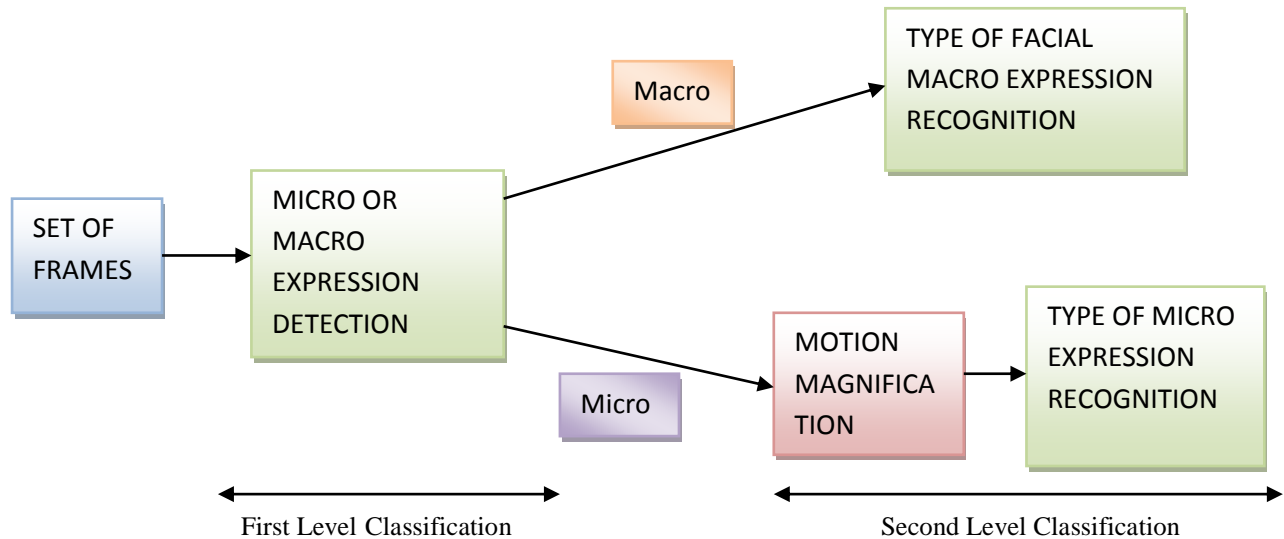 SET OF
FRAMES
MICRO OR
MACRO
EXPRESSION
DETECTION
Macro
TYPE OF FACIAL
MACRO EXPRESSION
RECOGNITION
Micro
MOTION
MAGNIFICA
TION
TYPE OF MICRO
EXPRESSION
RECOGNITION
First Level Classification
Second Level Classification